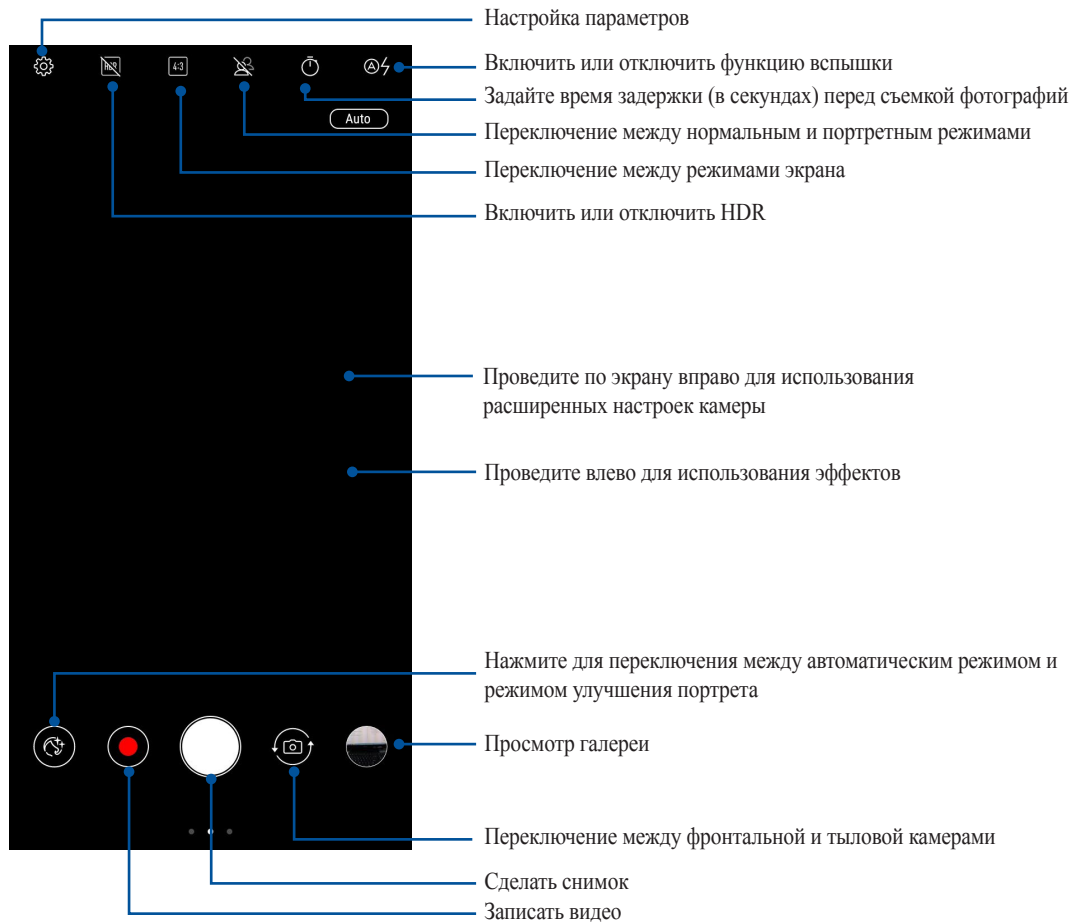 Настройка параметров
Включить или отключить функцию вспышки
Задайте время задержки (в секундах) перед съемкой фотографий
Переключение между нормальным и портретным режимами
Переключение между режимами экрана
Включить или отключить HDR
HDR
4:3
A
Auto
Проведите по экрану вправо для использования
расширенных настроек камеры
Проведите влево для использования эффектов
Нажмите для переключения между автоматическим режимом и
режимом улучшения портрета
Просмотр галереи
Переключение между фронтальной и тыловой камерами
Сделать снимок
Записать видео